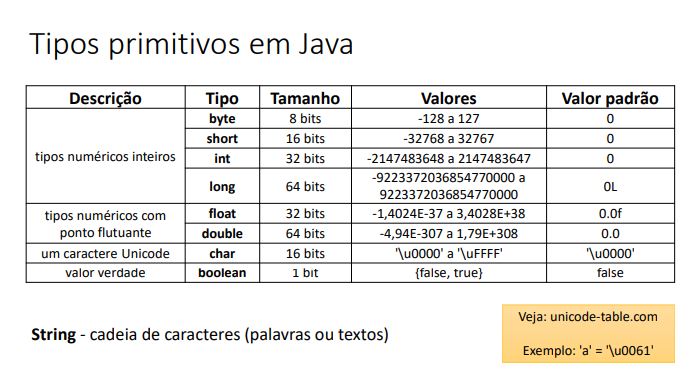 Tipos primitivos em Java
Descrição Tipo Tamanho Valores Valor padrão
tipos numéricos inteiros byte 8 bits -128 a 127 0
short 16 bits -32768 a 32767 0
int 32 bits -2147483648 a 2147483647 0
long 64 bits -9223372036854770000 a
9223372036854770000 0L
tipos numéricos com
ponto flutuante float 32 bits -1,4024E-37 a 3,4028E+38 0.0f
double 64 bits -4,94E-307 a 1,79E+308 0.0
um caractere Unicode char 16 bits '\u0000' a '\uFFFF' '\u0000'
valor verdade boolean 1 bit {false, true} false
String - cadeia de caracteres (palavras ou textos)
Veja: unicode-table.com
Exemplo: 'a' = '\u0061'